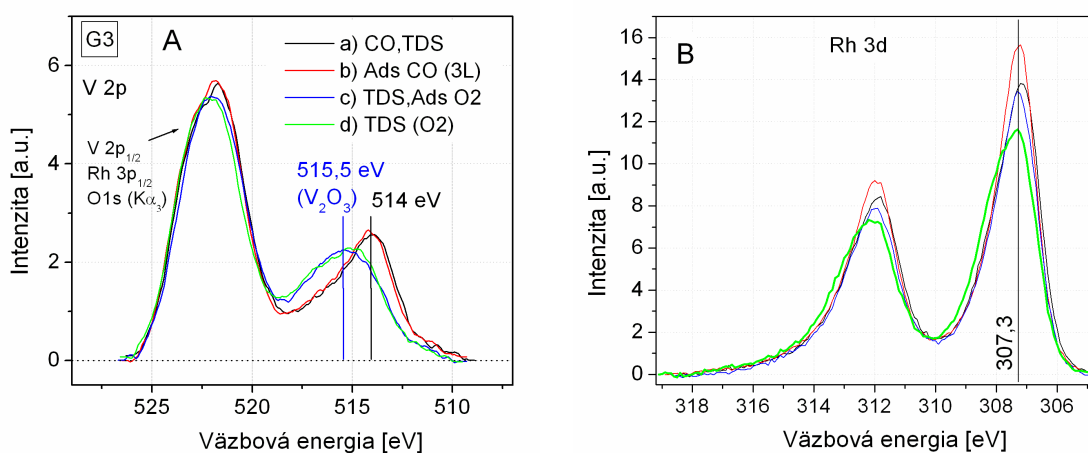 G3
A
V 2p
a) CO,TDS
b) Ads CO (3L)
c) TDS,Ads O2
d) TDS (O2)
V 2p1/2
Rh 3p1/2
O1s (Kα3)
515,5 eV
(V2O3)
514 eV
Intenzita [a.u.]
6
4
2
0
525
520
515
510
Väzbová energia [eV]
B
Rh 3d
307,3
Intenzita [a.u.]
16
14
12
10
8
6
4
2
0
318
316
314
312
310
308
306
Väzbová energia [eV]